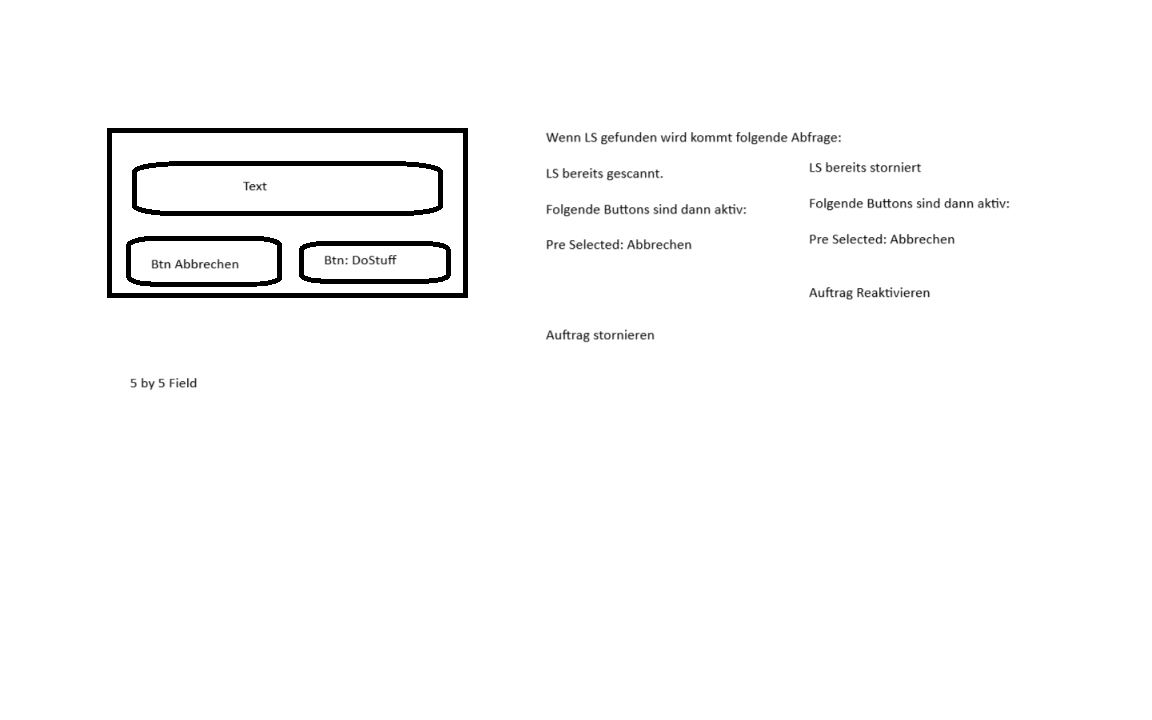 Text
Btn Abbrechen
Btn: DoStuff
5 by 5 Field
Wenn LS gefunden wird kommt folgende Abfrage:
LS bereits gescannt.
Folgende Buttons sind dann aktiv:
Pre Selected: Abbrechen
Auftrag stornieren
LS bereits storniert
Folgende Buttons sind dann aktiv:
Pre Selected: Abbrechen
Auftrag Reaktivieren